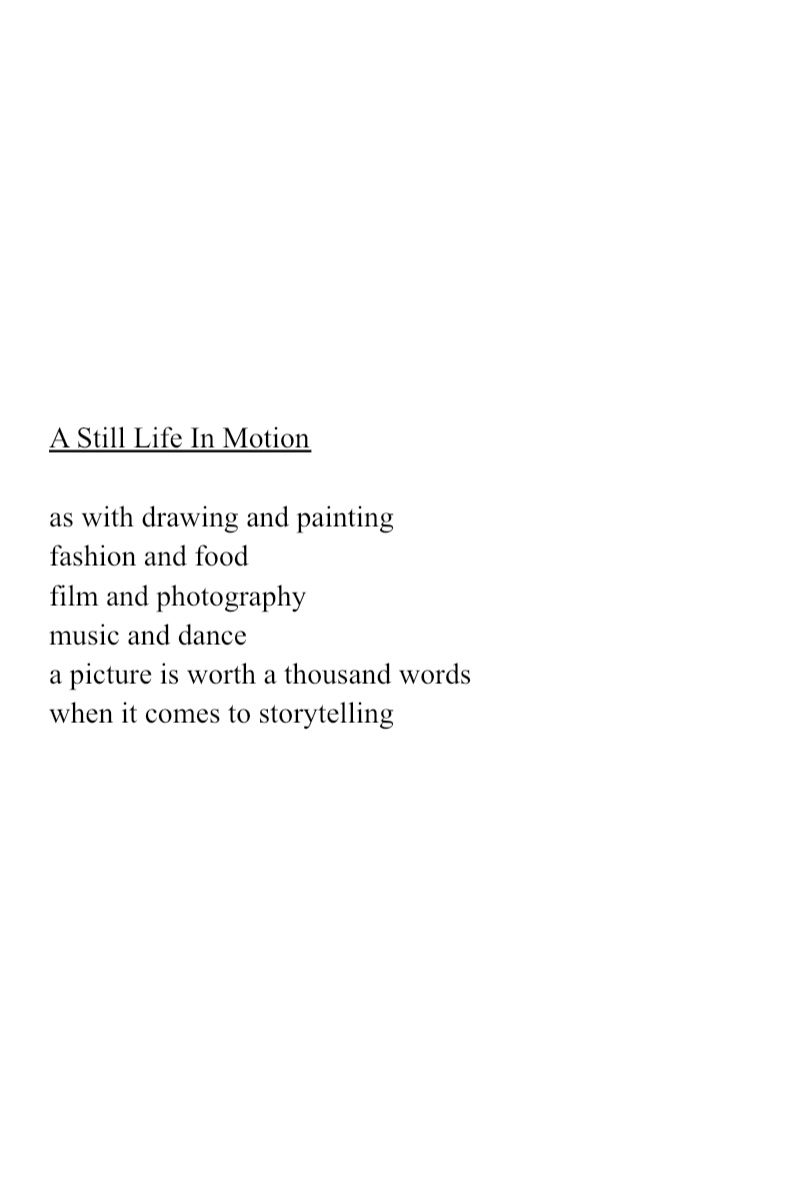 A Still Life In Motion
as with drawing and painting
fashion and food
film and photography
music and dance
a picture is worth a thousand words
when it comes to storytelling